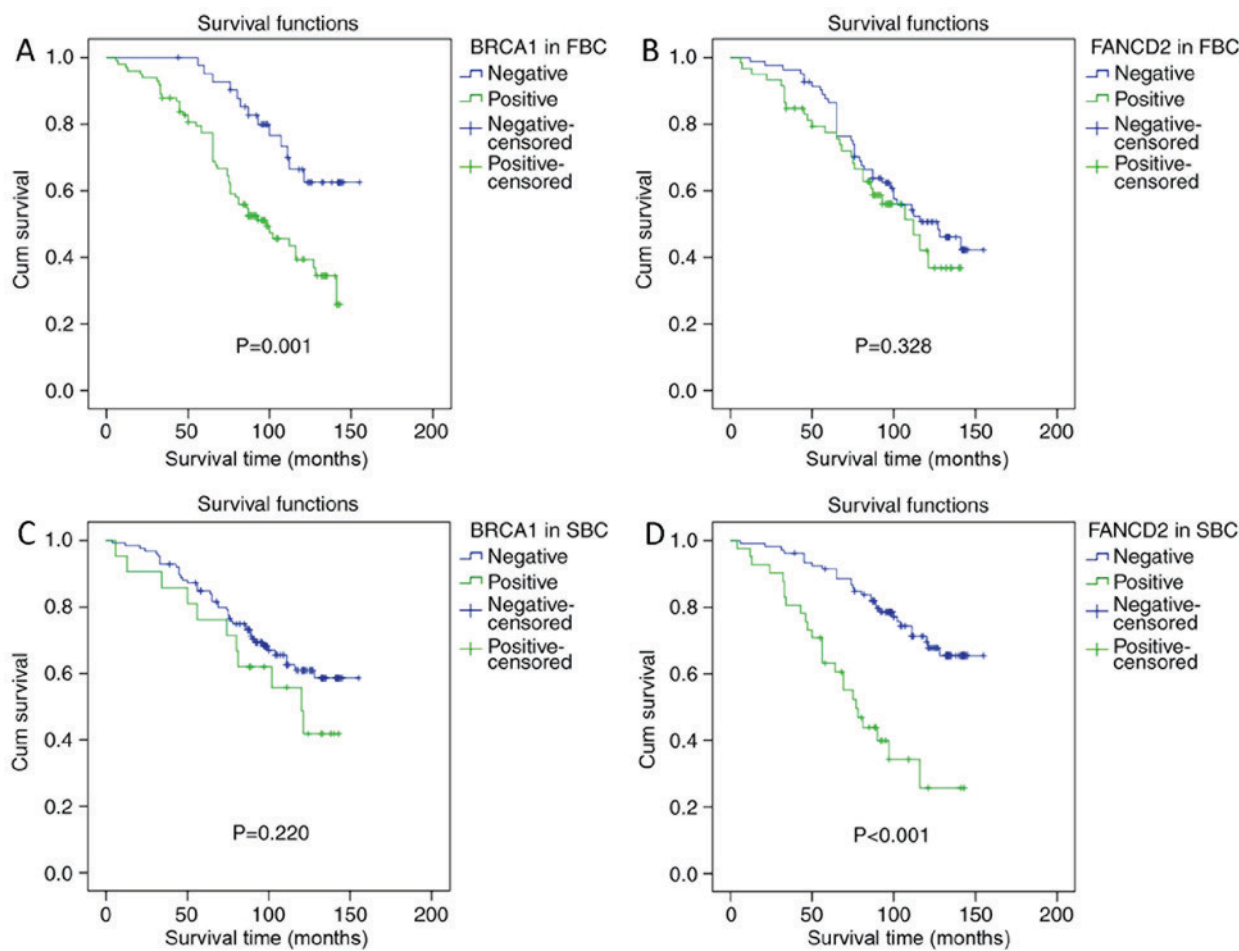 Survival functions
A
BRCA1 in FBC
Negative
Positive
Negative-
censored
Positive-
censored
1.0
0.8
0.6
0.4
0.2
0.0
Cum survival
P=0.001
0 50 100 150 200
Survival time (months)
Survival functions
B
FANCD2 in FBC
Negative
Positive
Negative-
censored
Positive-
censored
1.0
0.8
0.6
0.4
0.2
0.0
Cum survival
P=0.328
0 50 100 150 200
Survival time (months)
Survival functions
C
BRCA1 in SBC
Negative
Positive
Negative-
censored
Positive-
censored
1.0
0.8
0.6
0.4
0.2
0.0
Cum survival
P=0.220
0 50 100 150 200
Survival time (months)
Survival functions
D
FANCD2 in SBC
Negative
Positive
Negative-
censored
Positive-
censored
1.0
0.8
0.6
0.4
0.2
0.0
Cum survival
P<0.001
0 50 100 150 200
Survival time (months)